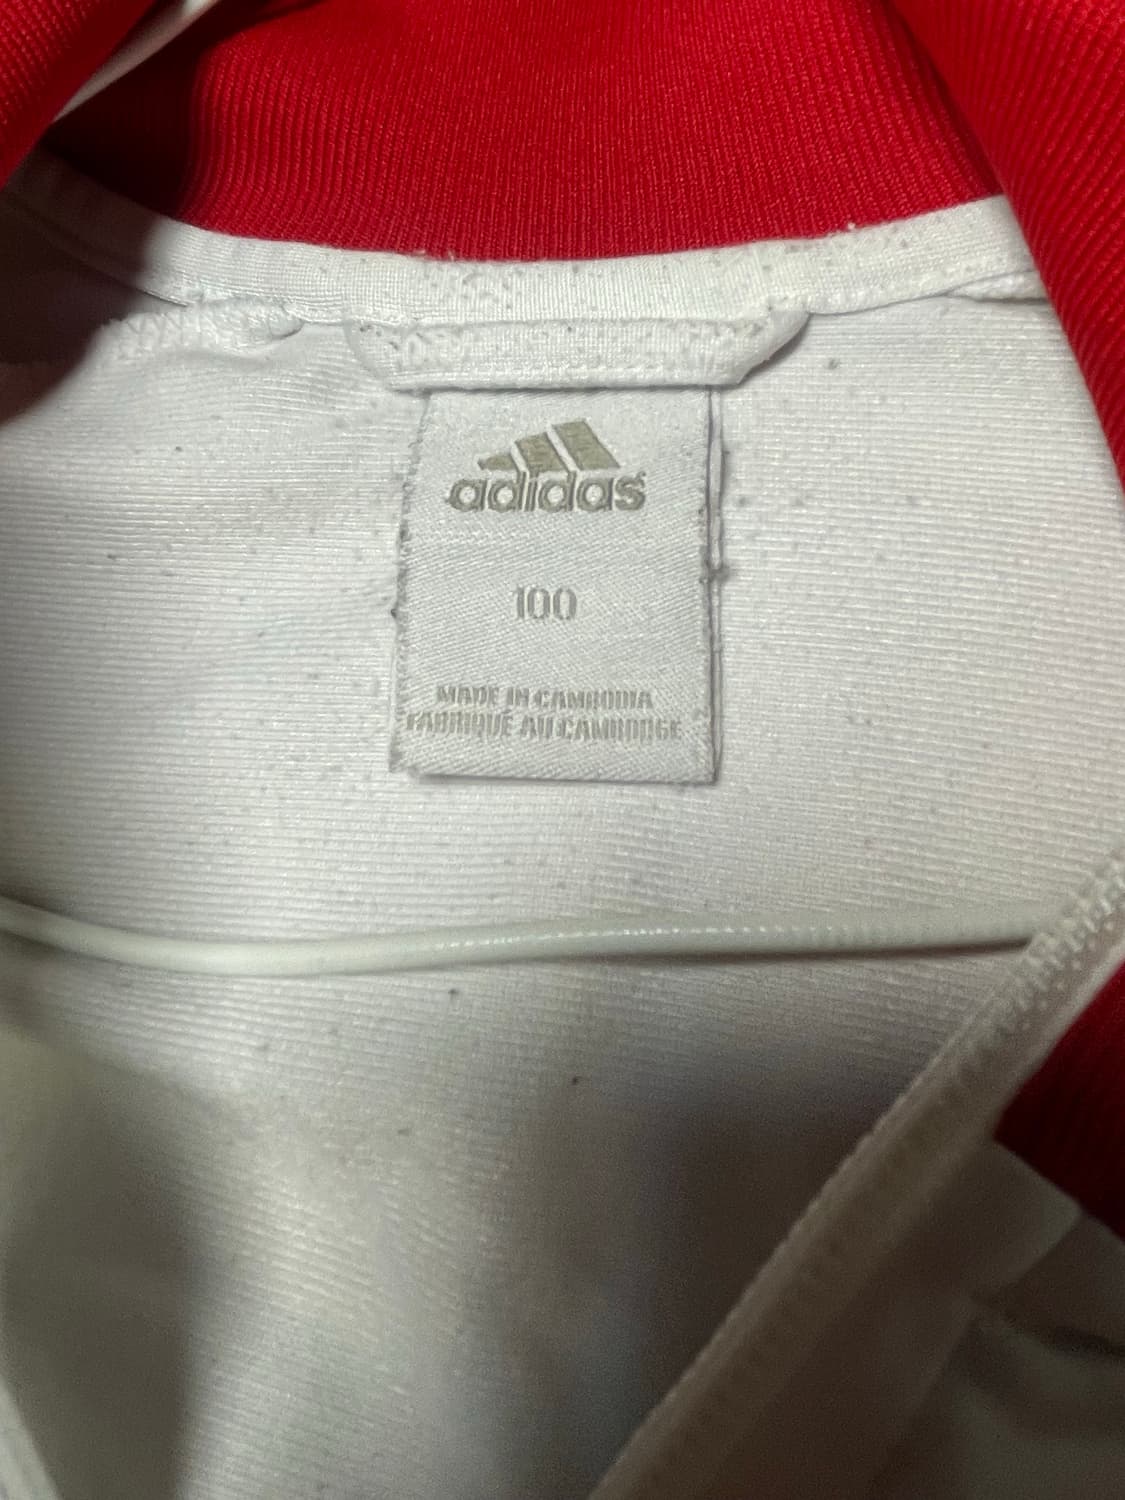 adidas
100
MADE IN CAMBODIA
FABRIQUÉ AU CAMBODGE